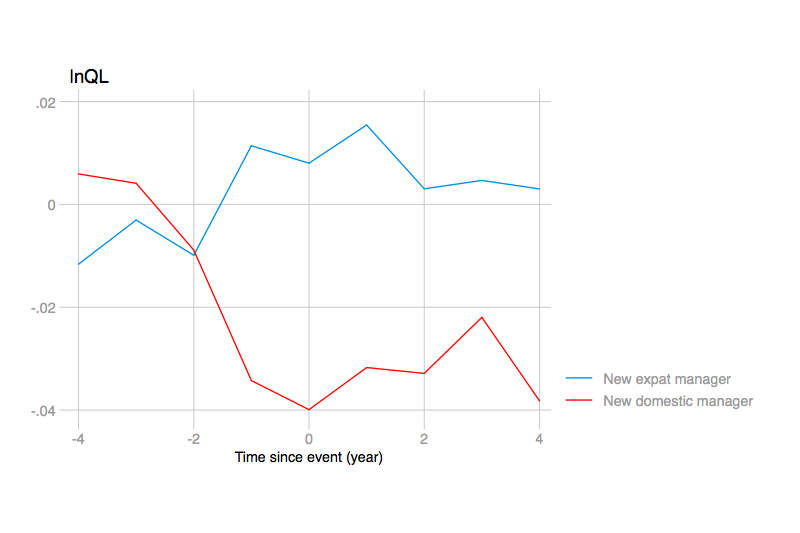 lnQL
.02
0
-.02
-.04
-4 -2 0 2 4
Time since event (year)
New expat manager
New domestic manager